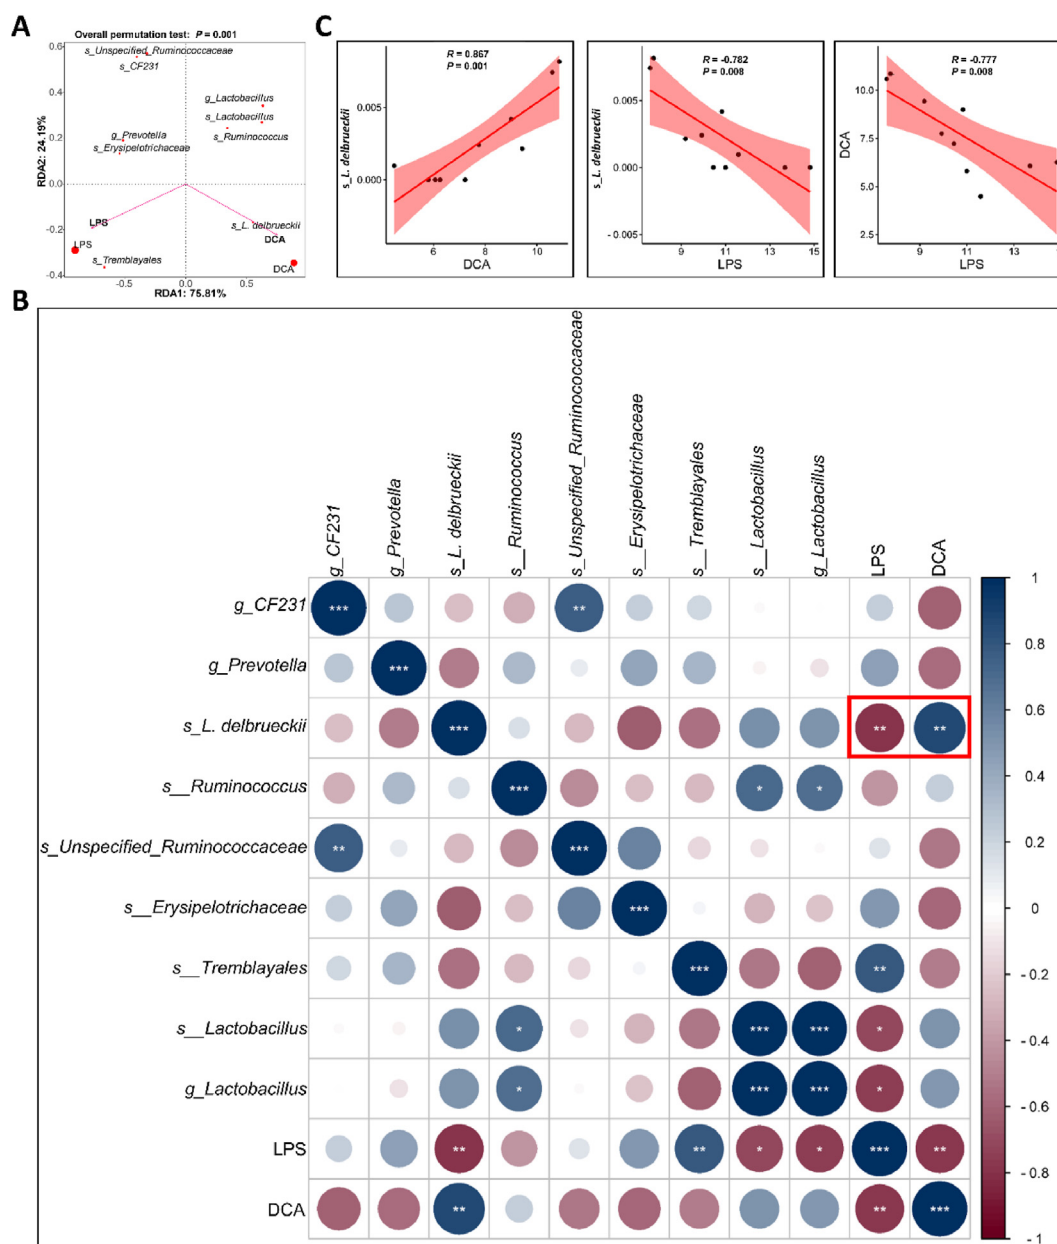 A
Overall permutation test: P = 0.001
s_Unspecified_Ruminococcaceae
s_CF231
g_Lactobacillus
s_Lactobacillus
s_Ruminococcus
g_Prevotella
s_Erysipelotrichaceae
LPS
LPS
s_L. delbrueckii
DCA
DCA
s_Tremblayales
RDA2: 24.19%
0.6
0.4
0.2
0.0
-0.2
-0.4
-0.5
0.0
0.5
RDA1: 75.81%
C
R = 0.867
P = 0.001
s_L. delbrueckii
0.005
0.000
6
8
10
DCA
R = -0.782
P = 0.008
s_L. delbrueckii
0.005
0.000
- 0.005
9
11
13
15
LPS
R = -0.777
P = 0.008
DCA
10.0
7.5
5.0
2.5
9
11
13
LPS
B
g_CF231
g_Prevotella
s_L. delbrueckii
s__Ruminococcus
s_Unspecified_Ruminococcaceae
s__Erysipelotrichaceae
s__Tremblayales
s__Lactobacillus
g_Lactobacillus
LPS
DCA
g_CF231 *** **
g_Prevotella ***
s_L. delbrueckii *** ** **
s__Ruminococcus *** * *
s_Unspecified_Ruminococcaceae ** ***
s__Erysipelotrichaceae ***
s__Tremblayales *** **
s__Lactobacillus * *** *** *
g_Lactobacillus * *** *** *
LPS ** ** * * *** **
DCA ** ** ***
1
0.8
0.6
0.4
0.2
0
- 0.2
- 0.4
- 0.6
- 0.8
- 1